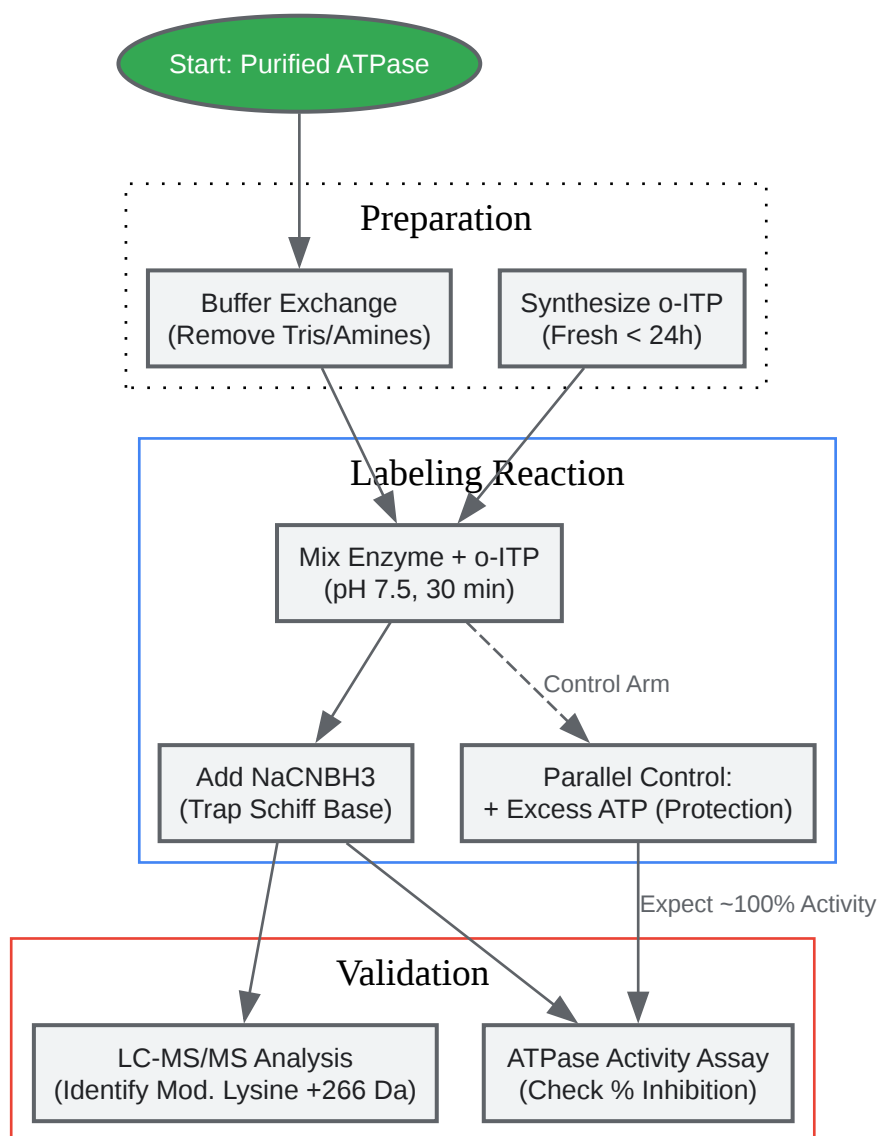 Start: Purified ATPase
Preparation
Buffer Exchange
(Remove Tris/Amines)
Synthesize o-ITP
(Fresh < 24h)
Labeling Reaction
Mix Enzyme + o-ITP
(pH 7.5, 30 min)
Control Arm
Add NaCNBH3
(Trap Schiff Base)
Parallel Control:
+ Excess ATP (Protection)
Expect ~100% Activity
Validation
LC-MS/MS Analysis
(Identify Mod. Lysine +266 Da)
ATPase Activity Assay
(Check % Inhibition)